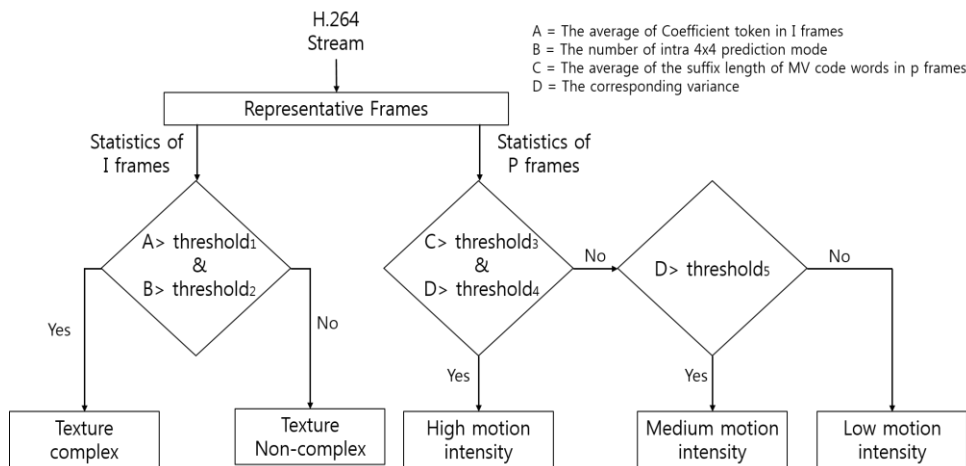 H.264
Stream
A = The average of Coefficient token in I frames
B = The number of intra 4x4 prediction mode
C = The average of the suffix length of MV code words in p frames
D = The corresponding variance
Representative Frames
Statistics of
I frames
Statistics of
P frames
A> threshold₁
&
B> threshold₂
C> threshold₃
&
D> threshold₄
No
D> threshold₅
No
Yes
No
Yes
Yes
Texture
complex
Texture
Non-complex
High motion
intensity
Medium motion
intensity
Low motion
intensity